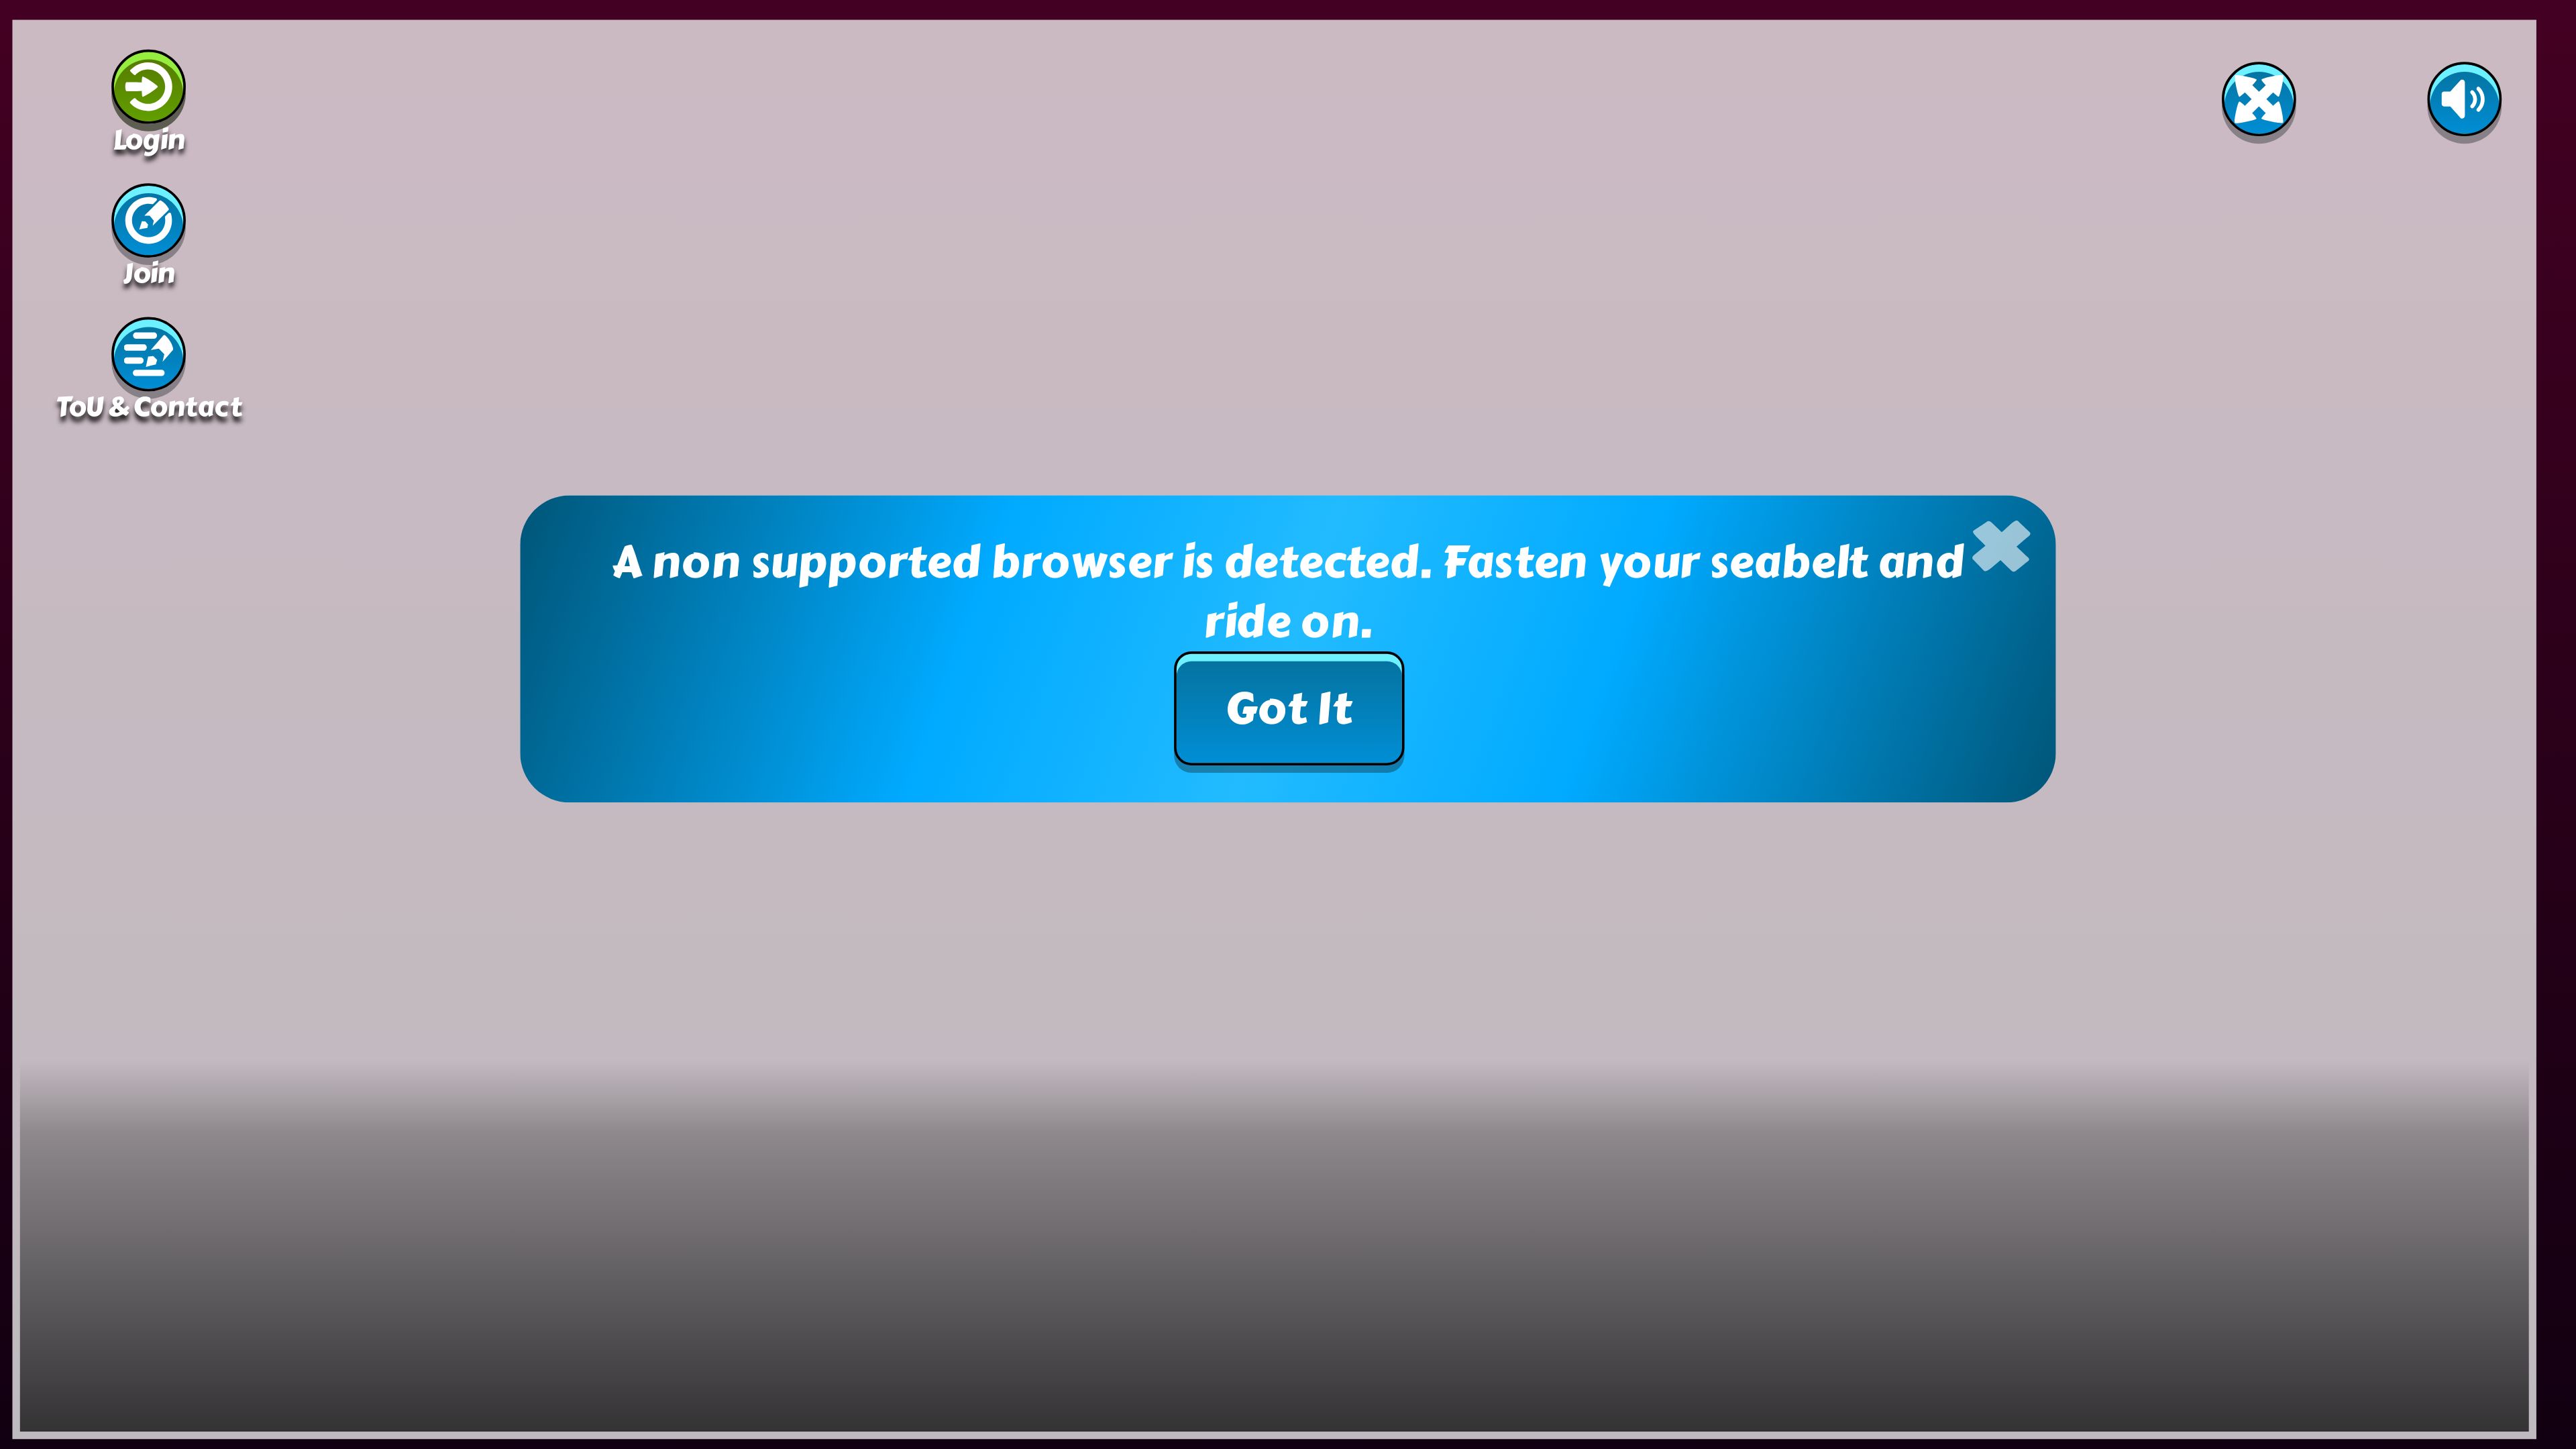 Login
Join
ToU & Contact
A non supported browser is detected. Fasten your seabelt and
ride on.
Got It